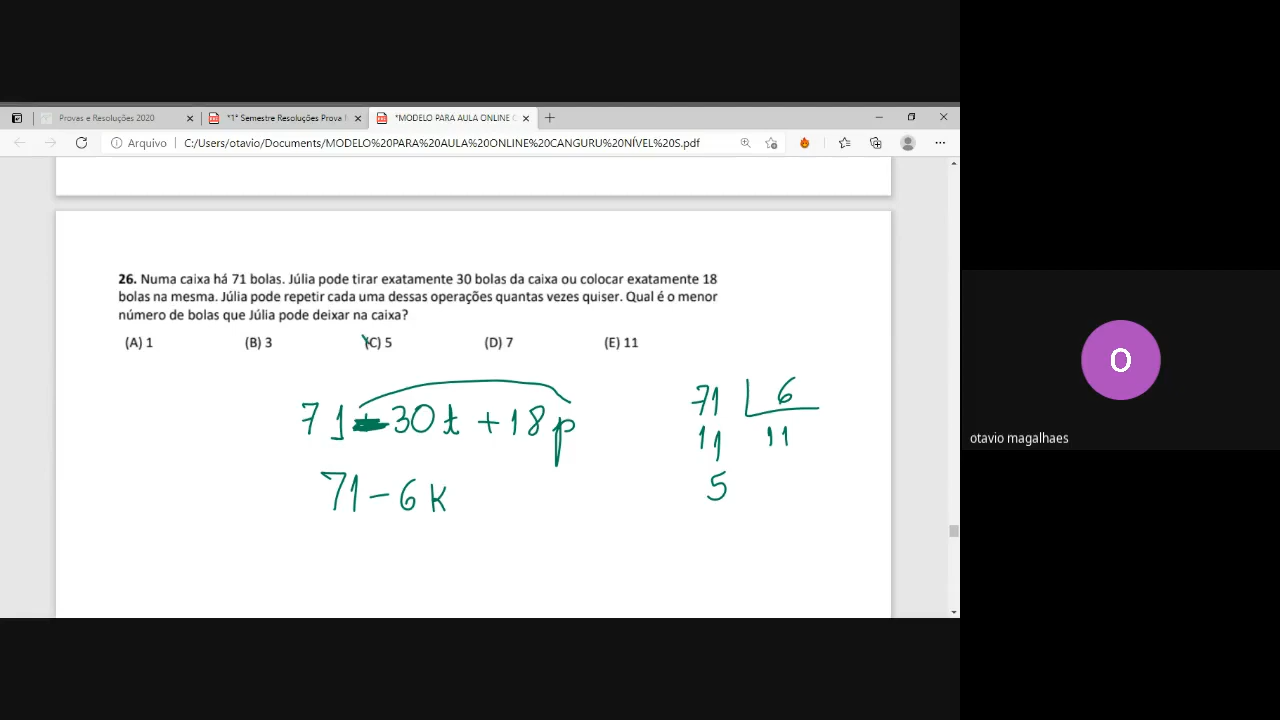 Provas e Resoluções 2020
*1° Semestre Resoluções Prova
*MODELO PARA AULA ONLINE C
Arquivo
C:/Users/otavio/Documents/MODELO%20PARA%20AULA%20ONLINE%20CANGURU%20NÍVEL%20S.pdf
26. Numa caixa há 71 bolas. Júlia pode tirar exatamente 30 bolas da caixa ou colocar exatamente 18
bolas na mesma. Júlia pode repetir cada uma dessas operações quantas vezes quiser. Qual é o menor
número de bolas que Júlia pode deixar na caixa?
(A) 1 (B) 3 (C) 5 (D) 7 (E) 11
71 - 30t + 18p
71 - 6k
71 6
11 11
5
O
otavio magalhaes